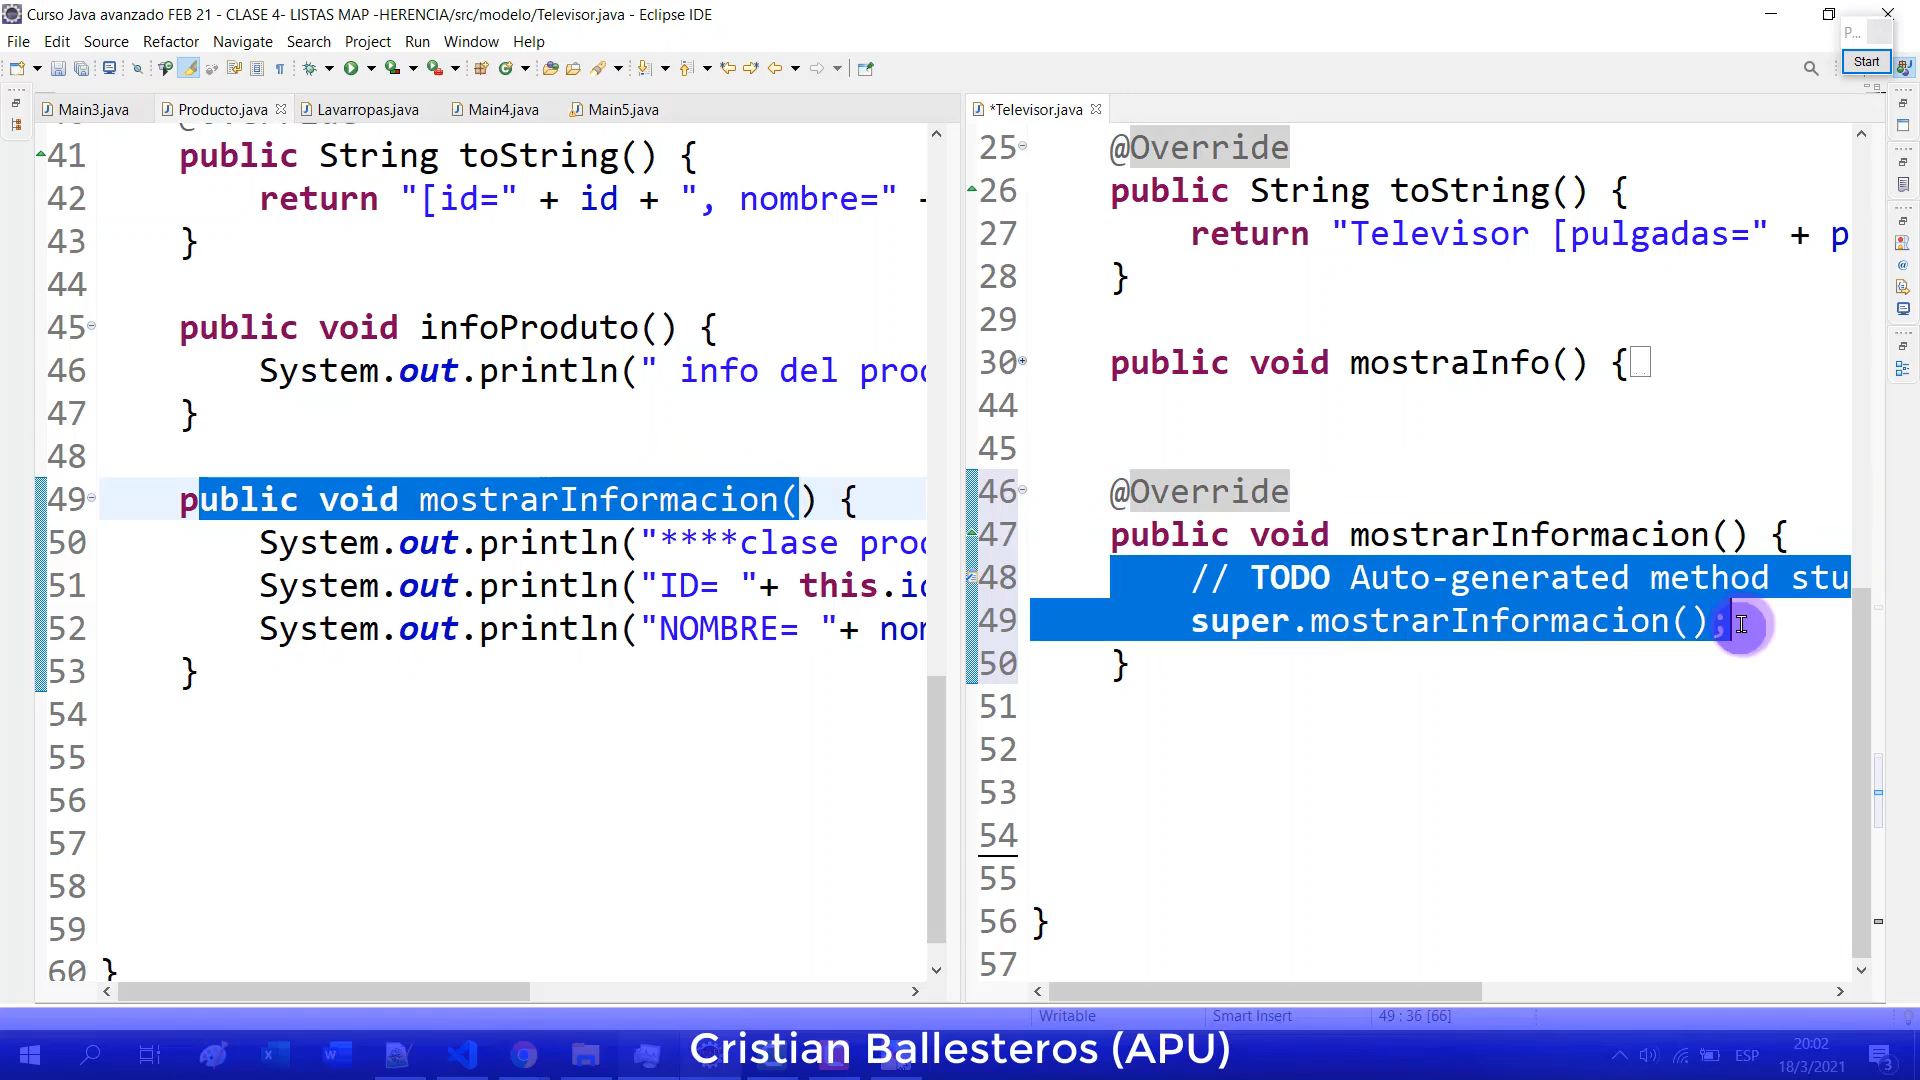 Curso Java avanzado FEB 21 - CLASE 4- LISTAS MAP -HERENCIA/src/modelo/Televisor.java - Eclipse IDE
P...
File Edit Source Refactor Navigate Search Project Run Window Help
Start
Main3.java Producto.java Lavarropas.java Main4.java Main5.java
41 public String toString() {
42 return "[id=" + id + ", nombre="
43 }
44
45 public void infoProduto() {
46 System.out.println(" info del
47 }
48
49 public void mostrarInformacion() {
50 System.out.println("****clase
51 System.out.println("ID= "+ this.
52 System.out.println("NOMBRE= "+
53 }
54
55
56
57
58
59
60 }
*Televisor.java
25 @Override
26 public String toString() {
27 return "Televisor [pulgadas=" + p
28 }
29
30 public void mostraInfo() {
44
45
46 @Override
47 public void mostrarInformacion() {
48 // TODO Auto-generated method stu
49 super.mostrarInformacion();
50 }
51
52
53
54
55
56 }
57
Writable Smart Insert 49 : 36 [66]
Cristian Ballesteros (APU)
ESP
20:02
18/3/2021
3